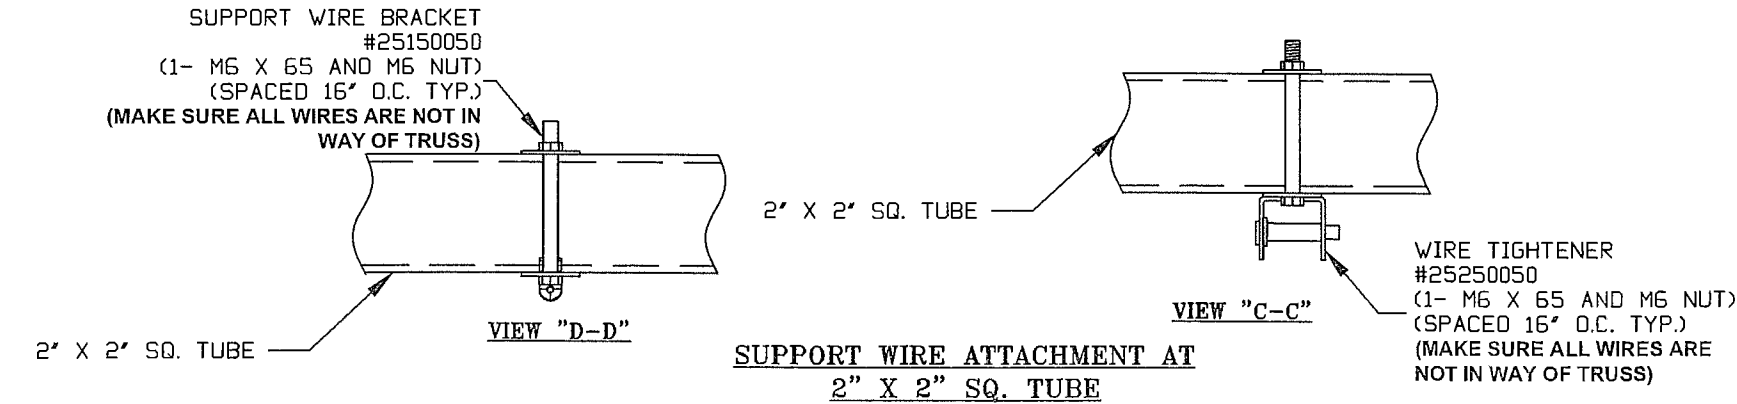 SUPPORT WIRE BRACKET
#25150050
(1- M6 X 65 AND M6 NUT)
(SPACED 16" O.C. TYP.)
(MAKE SURE ALL WIRES ARE NOT IN
WAY OF TRUSS)
2" X 2" SQ. TUBE
VIEW "D-D"
2" X 2" SQ. TUBE
VIEW "C-C"
WIRE TIGHTENER
#25250050
(1- M6 X 65 AND M6 NUT)
(SPACED 16" O.C. TYP.)
(MAKE SURE ALL WIRES ARE
NOT IN WAY OF TRUSS)
SUPPORT WIRE ATTACHMENT AT
2" X 2" SQ. TUBE